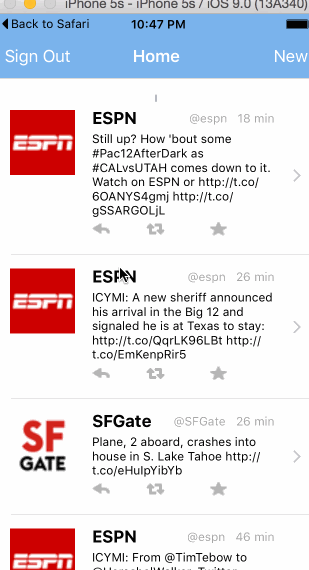 iPhone 5s - iPhone 5s / iOS 9.0 (13A340)
Back to Safari 10:47 PM
Sign Out Home New
ESPN @espn 18 min
Still up? How 'bout some
#Pac12AfterDark as
#CALvsUTAH comes down to it.
Watch on ESPN or http://t.co/
6OANYS4gmj http://t.co/
gSSARGOLjL
ESPN
ESPN @espn 26 min
ICYMI: A new sheriff announced
his arrival in the Big 12 and
signaled he is at Texas to stay:
http://t.co/QqrLK96LBt http://
t.co/EmKenpRir5
ESPN
SFGate @SFGate 26 min
Plane, 2 aboard, crashes into
house in S. Lake Tahoe http://
t.co/eHulpYibYb
SF
GATE
ESPN @espn 46 min
ICYMI: From @TimTebow to
ESPN